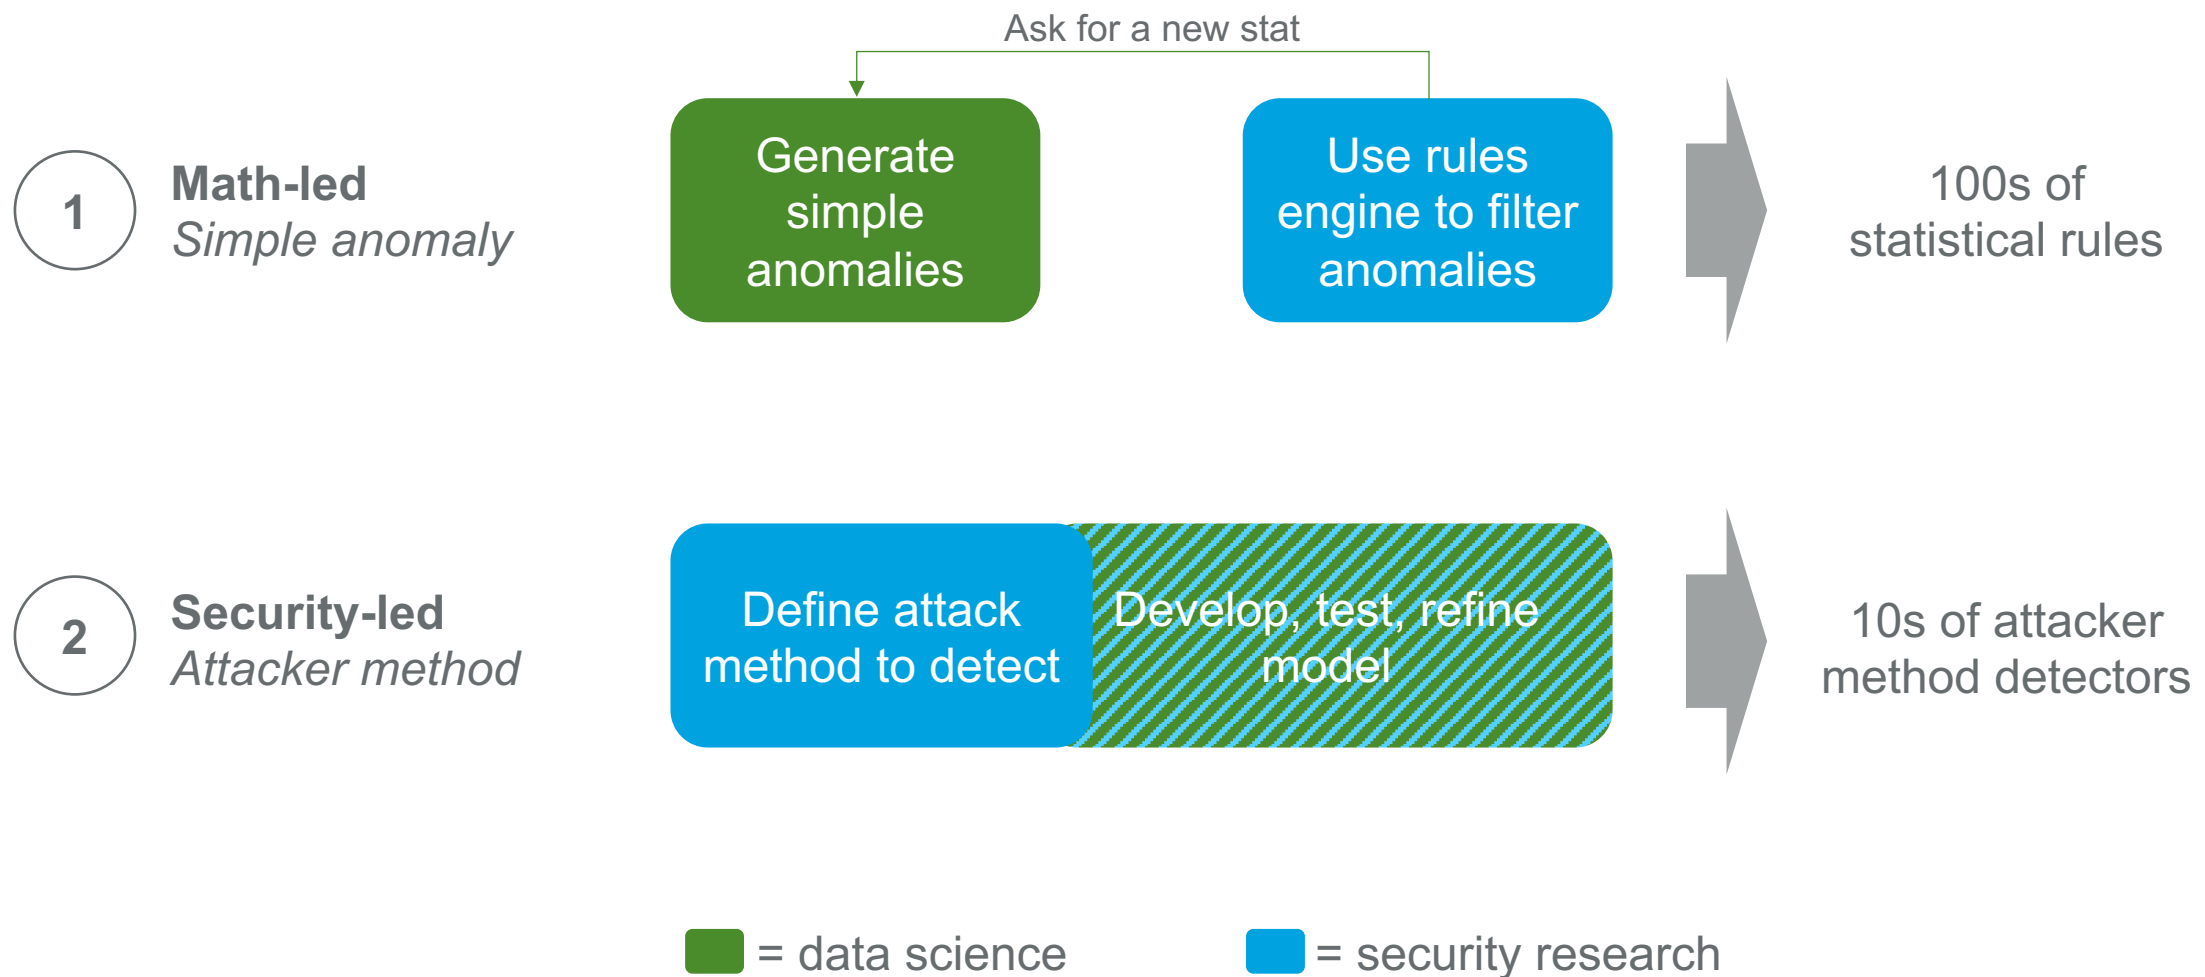 Ask for a new stat
1
Math-led
Simple anomaly
Generate
simple
anomalies
Use rules
engine to filter
anomalies
100s of
statistical rules
2
Security-led
Attacker method
Define attack
method to detect
Develop, test, refine
model
10s of attacker
method detectors
= data science
= security research